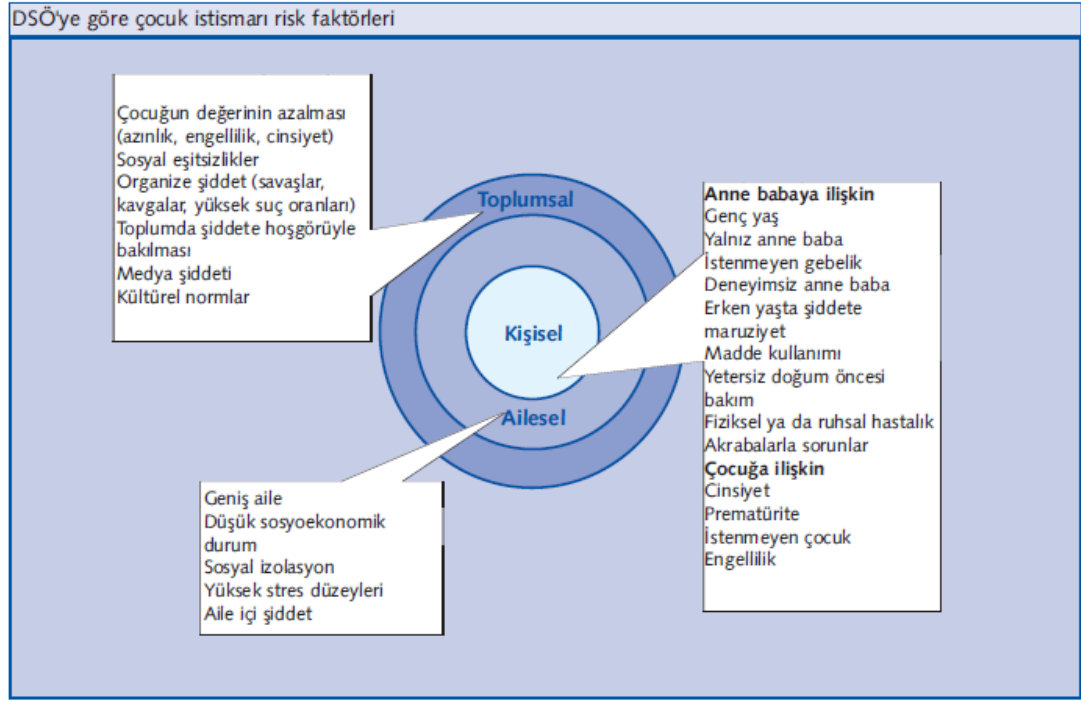 DSÖ'ye göre çocuk istismarı risk faktörleri
Çocuğun değerinin azalması
(azınlık, engellilik, cinsiyet)
Sosyal eşitsizlikler
Organize şiddet (savaşlar,
kavgalar, yüksek suç oranları)
Toplumda şiddete hoşgörüyle
bakılması
Medya şiddeti
Kültürel normlar
Toplumsal
Kişisel
Ailesel
Anne babaya ilişkin
Genç yaş
Yalnız anne baba
İstenmeyen gebelik
Deneyimsiz anne baba
Erken yaşta şiddete
maruziyet
Madde kullanımı
Yetersiz doğum öncesi
bakım
Fiziksel ya da ruhsal hastalık
Akrabalarla sorunlar
Çocuğa ilişkin
Cinsiyet
Prematürite
İstenmeyen çocuk
Engellilik
Geniş aile
Düşük sosyoekonomik
durum
Sosyal izolasyon
Yüksek stres düzeyleri
Aile içi şiddet